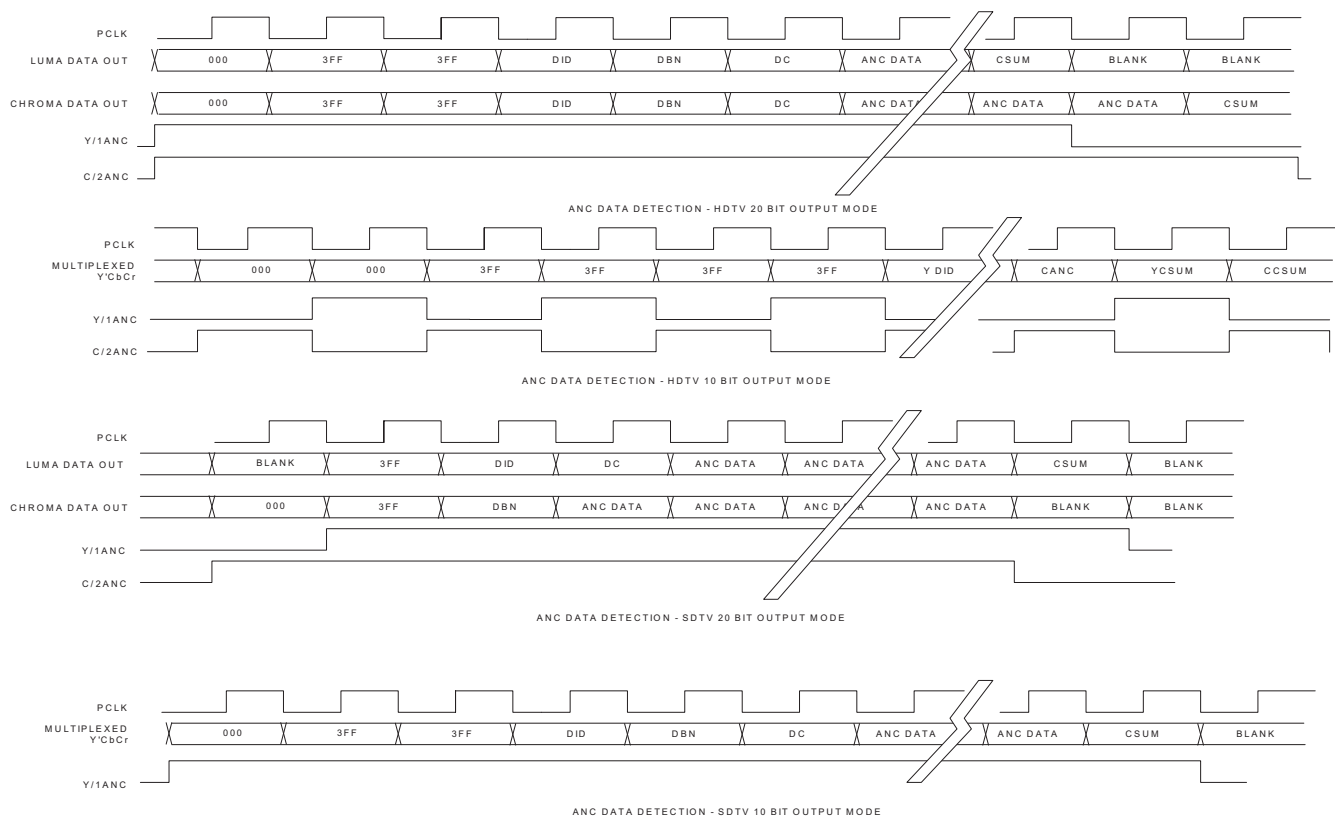 PCLK
LUMA DATA OUT 000 3FF 3FF DID DBN DC ANC DATA CSUM BLANK BLANK
CHROMA DATA OUT 000 3FF 3FF DID DBN DC ANC DATA ANC DATA ANC DATA CSUM
Y/1ANC
C/2ANC
ANC DATA DETECTION - HDTV 20 BIT OUTPUT MODE
PCLK
MULTIPLEXED
Y'CbCr 000 000 3FF 3FF 3FF 3FF Y DID CANC YCSUM CCSUM
Y/1ANC
C/2ANC
ANC DATA DETECTION - HDTV 10 BIT OUTPUT MODE
PCLK
LUMA DATA OUT BLANK 3FF DID DC ANC DATA ANC DATA ANC DATA CSUM BLANK
CHROMA DATA OUT 000 3FF DBN ANC DATA ANC DATA ANC DATA ANC DATA BLANK BLANK
Y/1ANC
C/2ANC
ANC DATA DETECTION - SDTV 20 BIT OUTPUT MODE
PCLK
MULTIPLEXED
Y'CbCr 000 3FF 3FF DID DBN DC ANC DATA ANC DATA CSUM BLANK
Y/1ANC
ANC DATA DETECTION - SDTV 10 BIT OUTPUT MODE